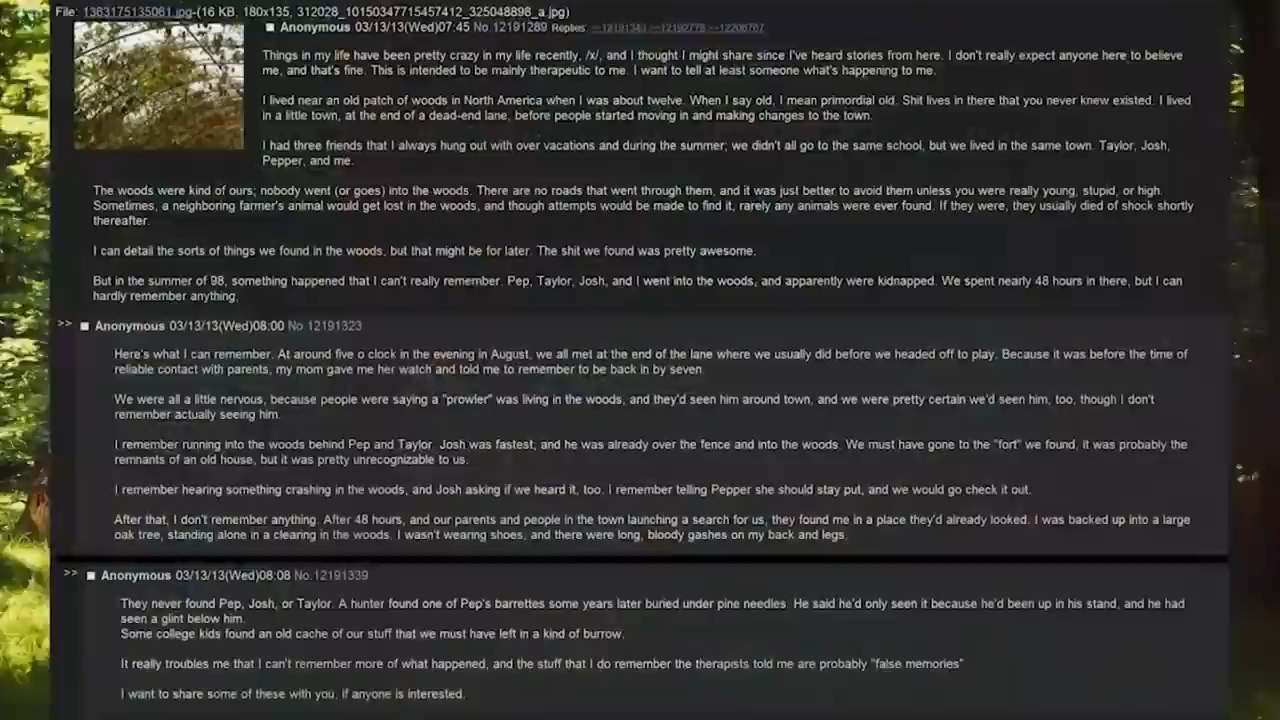 File: 1363175135061.jpg-(16 KB, 180x135, 312028_10150347715457412_325048898_a.jpg)
Anonymous 03/13/13(Wed)07:45 No.12191289 Replies:
Things in my life have been pretty crazy in my life recently, /x/, and I thought I might share since I've heard stories from here. I don't really expect anyone here to believe
me, and that's fine. This is intended to be mainly therapeutic to me. I want to tell at least someone what's happening to me.
I lived near an old patch of woods in North America when I was about twelve. When I say old, I mean primordial old. Shit lives in there that you never knew existed. I lived
in a little town, at the end of a dead-end lane, before people started moving in and making changes to the town.
I had three friends that I always hung out with over vacations and during the summer; we didn't all go to the same school, but we lived in the same town. Taylor, Josh,
Pepper, and me.
The woods were kind of ours; nobody went (or goes) into the woods. There are no roads that went through them, and it was just better to avoid them unless you were really young, stupid, or high.
Sometimes, a neighboring farmer's animal would get lost in the woods, and though attempts would be made to find it, rarely any animals were ever found. If they were, they usually died of shock shortly
thereafter.
I can detail the sorts of things we found in the woods, but that might be for later. The shit we found was pretty awesome.
But in the summer of 98, something happened that I can't really remember. Pep, Taylor, Josh, and I went into the woods, and apparently were kidnapped. We spent nearly 48 hours in there, but I can
hardly remember anything.
>> Anonymous 03/13/13(Wed)08:00 No.12191323
Here's what I can remember. At around five o clock in the evening in August, we all met at the end of the lane where we usually did before we headed off to play. Because it was before the time of
reliable contact with parents, my mom gave me her watch and told me to remember to be back in by seven.
We were all a little nervous, because people were saying a "prowler" was living in the woods, and they'd seen him around town, and we were pretty certain we'd seen him, too, though I don't
remember actually seeing him.
I remember running into the woods behind Pep and Taylor. Josh was fastest, and he was already over the fence and into the woods. We must have gone to the "fort" we found, it was probably the
remnants of an old house, but it was pretty unrecognizable to us.
I remember hearing something crashing in the woods, and Josh asking if we heard it, too. I remember telling Pepper she should stay put, and we would go check it out.
After that, I don't remember anything. After 48 hours, and our parents and people in the town launching a search for us, they found me in a place they'd already looked. I was backed up into a large
oak tree, standing alone in a clearing in the woods. I wasn't wearing shoes, and there were long, bloody gashes on my back and legs.
>> Anonymous 03/13/13(Wed)08:08 No.12191339
They never found Pep, Josh, or Taylor. A hunter found one of Pep's barrettes some years later buried under pine needles. He said he'd only seen it because he'd been up in his stand, and he had
seen a glint below him.
Some college kids found an old cache of our stuff that we must have left in a kind of burrow.
It really troubles me that I can't remember more of what happened, and the stuff that I do remember the therapists told me are probably "false memories"
I want to share some of these with you, if anyone is interested.